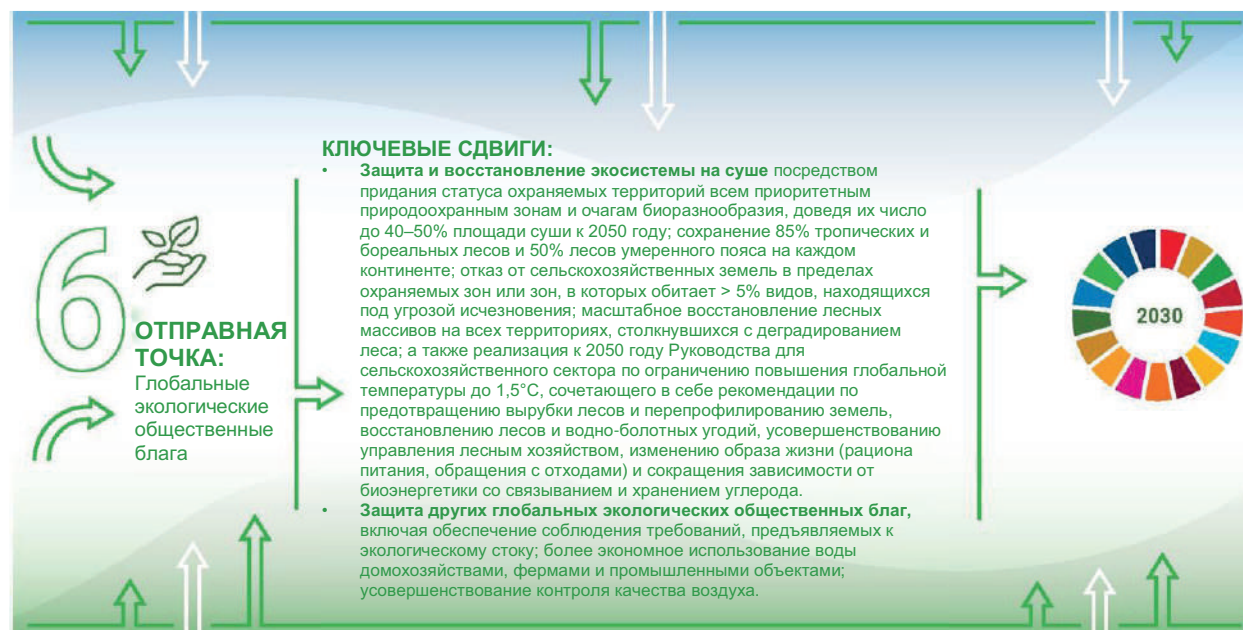 6
ОТПРАВНАЯ
ТОЧКА:
Глобальные
экологические
общественные
блага
КЛЮЧЕВЫЕ СДВИГИ:
• Защита и восстановление экосистемы на суше посредством
придания статуса охраняемых территорий всем приоритетным
природоохранным зонам и очагам биоразнообразия, доведя их число
до 40–50% площади суши к 2050 году; сохранение 85% тропических и
бореальных лесов и 50% лесов умеренного пояса на каждом
континенте; отказ от сельскохозяйственных земель в пределах
охраняемых зон или зон, в которых обитает > 5% видов, находящихся
под угрозой исчезновения; масштабное восстановление лесных
массивов на всех территориях, столкнувшихся с деградированием
леса; а также реализация к 2050 году Руководства для
сельскохозяйственного сектора по ограничению повышения глобальной
температуры до 1,5°C, сочетающего в себе рекомендации по
предотвращению вырубки лесов и перепрофилированию земель,
восстановлению лесов и водно-болотных угодий, усовершенствованию
управления лесным хозяйством, изменению образа жизни (рациона
питания, обращения с отходами) и сокращения зависимости от
биоэнергетики со связыванием и хранением углерода.
• Защита других глобальных экологических общественных благ,
включая обеспечение соблюдения требований, предъявляемых к
экологическому стоку; более экономное использование воды
домохозяйствами, фермами и промышленными объектами;
усовершенствование контроля качества воздуха.
2030